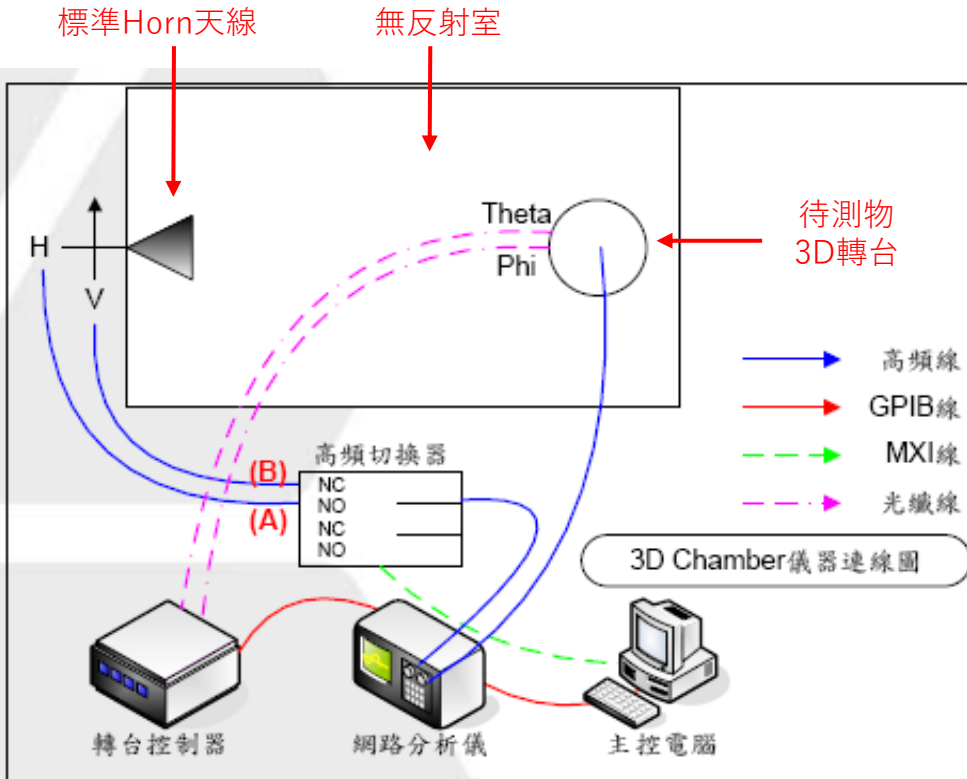 標準Horn天線
無反射室
Theta
Phi
待測物
3D轉台
H
V
高頻線
GPIB線
MXI線
光纖線
高頻切換器
(B)
NC
NO
(A)
NC
NO
3D Chamber儀器連線圖
轉台控制器
網路分析儀
主控電腦